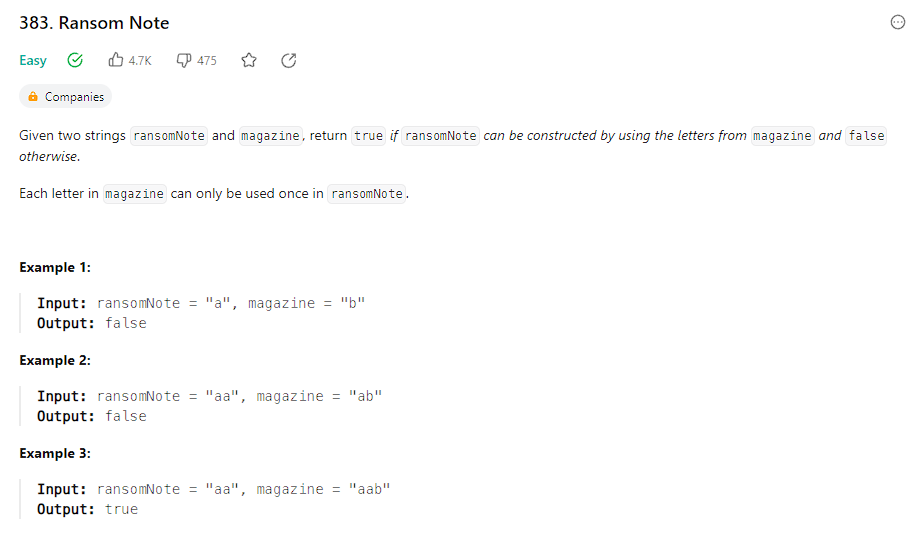 383. Ransom Note
Easy 4.7K 475
Companies
Given two strings ransomNote and magazine, return true if ransomNote can be constructed by using the letters from magazine and false
otherwise.
Each letter in magazine can only be used once in ransomNote.
Example 1:
Input: ransomNote = "a", magazine = "b"
Output: false
Example 2:
Input: ransomNote = "aa", magazine = "ab"
Output: false
Example 3:
Input: ransomNote = "aa", magazine = "aab"
Output: true